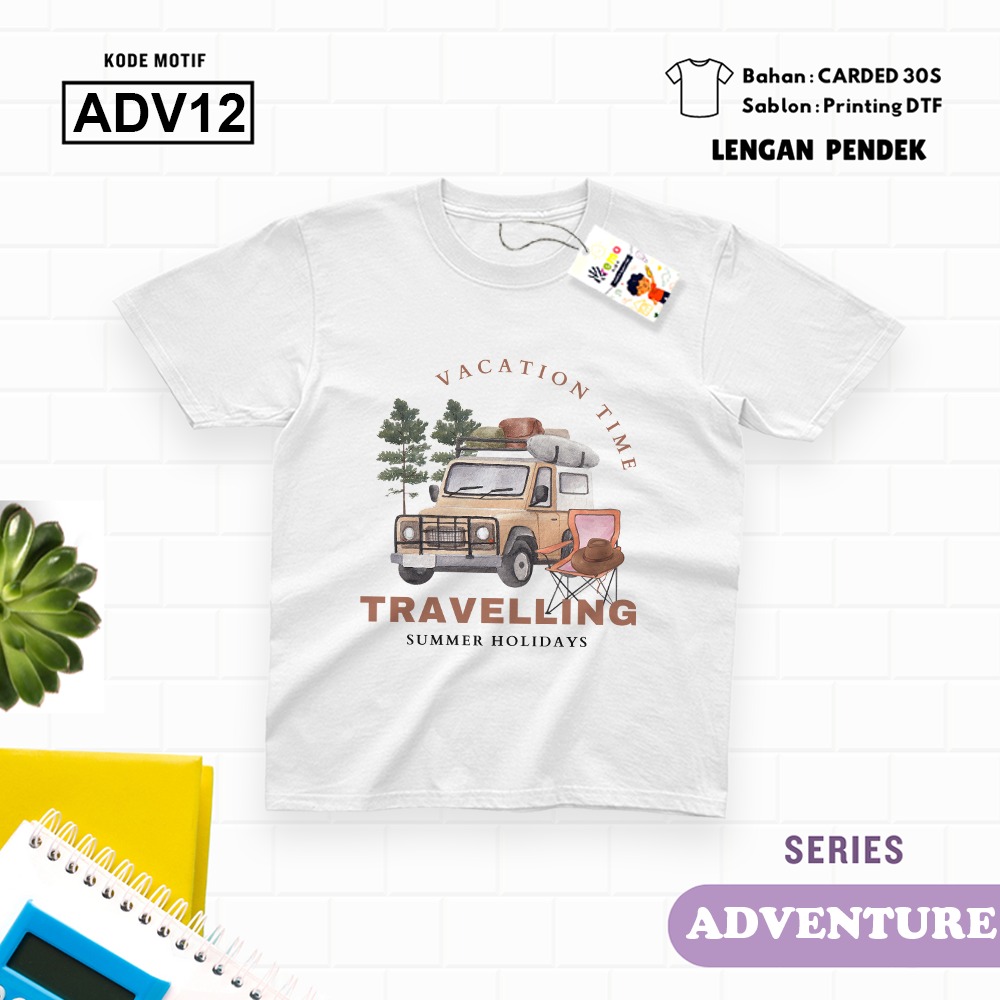 KODE MOTIF
ADV12
Bahan : CARDED 30S
Sablon : Printing DTF
LENGAN PENDEK
VACATION TIME
TRAVELLING
SUMMER HOLIDAYS
SERIES
ADVENTURE